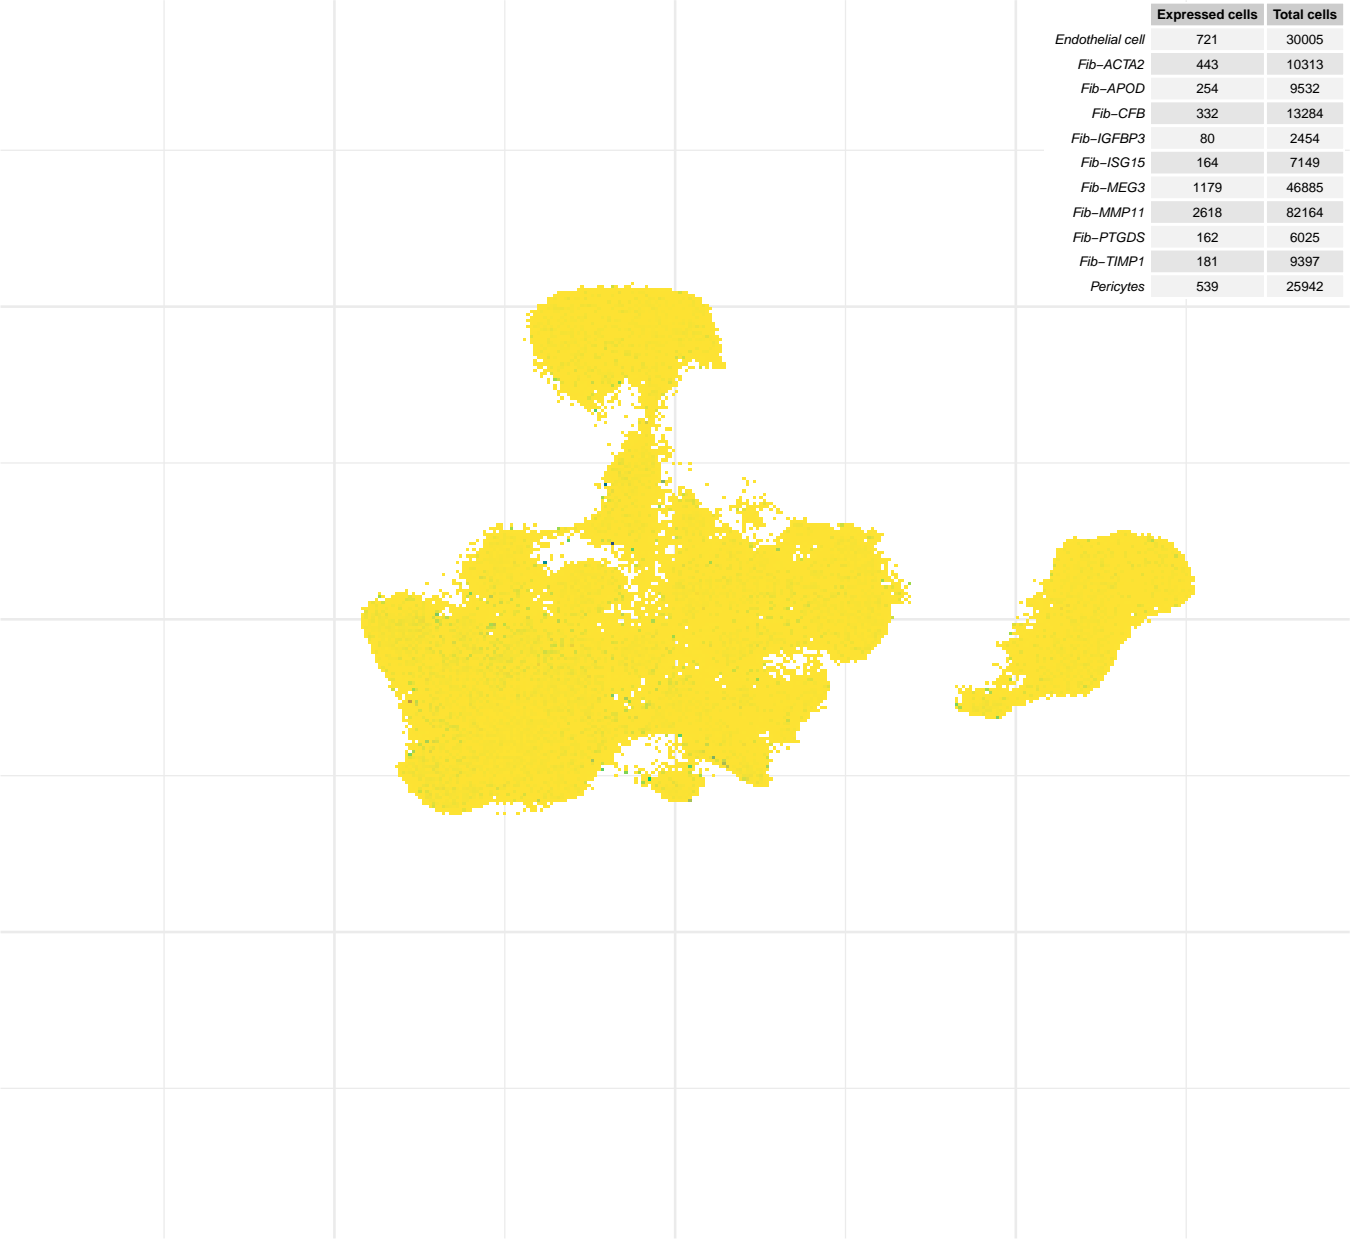 Expressed cells Total cells
Endothelial cell 721 30005
Fib−ACTA2 443 10313
Fib−APOD 254 9532
Fib−CFB 332 13284
Fib−IGFBP3 80 2454
Fib−ISG15 164 7149
Fib−MEG3 1179 46885
Fib−MMP11 2618 82164
Fib−PTGDS 162 6025
Fib−TIMP1 181 9397
Pericytes 539 25942